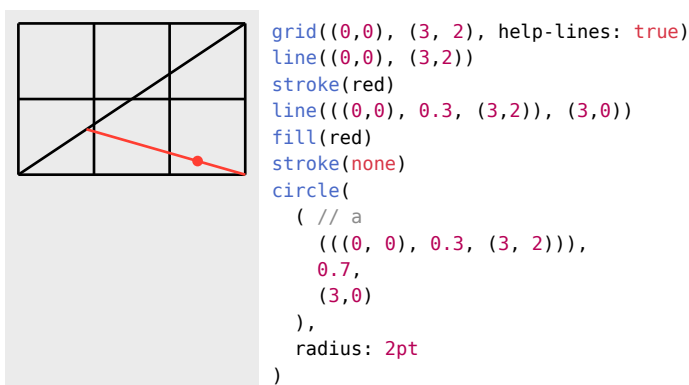 grid((0,0), (3, 2), help-lines: true)
line((0,0), (3,2))
stroke(red)
line(((0,0), 0.3, (3,2)), (3,0))
fill(red)
stroke(none)
circle(
  ( // a
    (((0, 0), 0.3, (3, 2))),
    0.7,
    (3,0)
  ),
  radius: 2pt
)